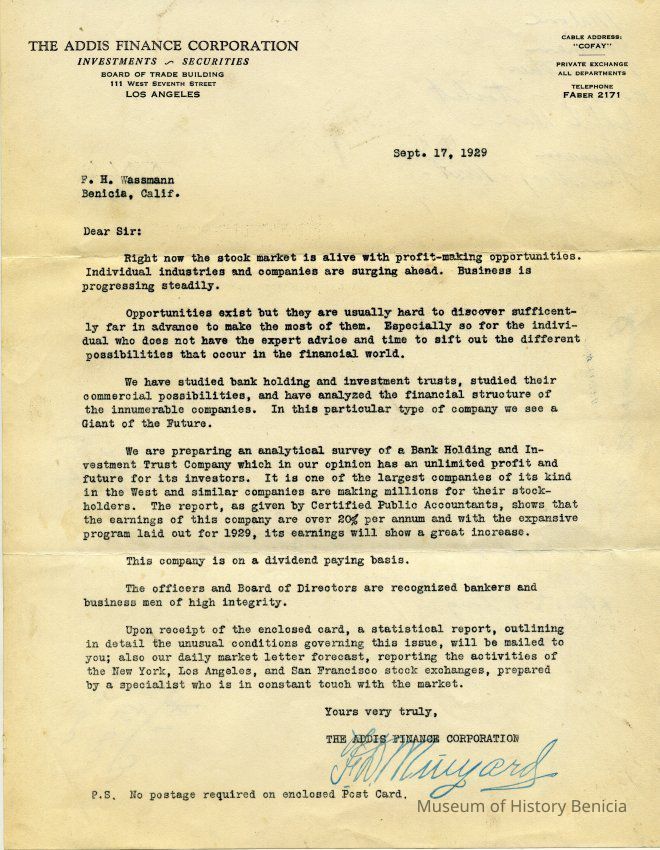 THE ADDIS FINANCE CORPORATION
INVESTMENTS ~ SECURITIES
BOARD OF TRADE BUILDING
111 WEST SEVENTH STREET
LOS ANGELES
CABLE ADDRESS:
"COFAY"
PRIVATE EXCHANGE
ALL DEPARTMENTS
TELEPHONE
FABER 2171
Sept. 17, 1929
F. H. Wassmann
Benicia, Calif.
Dear Sir:
Right now the stock market is alive with profit-making opportunities.
Individual industries and companies are surging ahead. Business is
progressing steadily.
Opportunities exist but they are usually hard to discover sufficent-
ly far in advance to make the most of them. Especially so for the indivi-
dual who does not have the expert advice and time to sift out the different
possibilities that occur in the financial world.
We have studied bank holding and investment trusts, studied their
commercial possibilities, and have analyzed the financial structure of
the innumerable companies. In this particular type of company we see a
Giant of the Future.
We are preparing an analytical survey of a Bank Holding and In-
vestment Trust Company which in our opinion has an unlimited profit and
future for its investors. It is one of the largest companies of its kind
in the West and similar companies are making millions for their stock-
holders. The report, as given by Certified Public Accountants, shows that
the earnings of this company are over 20% per annum and with the expansive
program laid out for 1929, its earnings will show a great increase.
This company is on a dividend paying basis.
The officers and Board of Directors are recognized bankers and
business men of high integrity.
Upon receipt of the enclosed card, a statistical report, outlining
in detail the unusual conditions governing this issue, will be mailed to
you; also our daily market letter forecast, reporting the activities of
the New York, Los Angeles, and San Francisco stock exchanges, prepared
by a specialist who is in constant touch with the market.
Yours very truly,
THE ADDIS FINANCE CORPORATION
P.S. No postage required on enclosed Post Card.
Museum of History Benicia